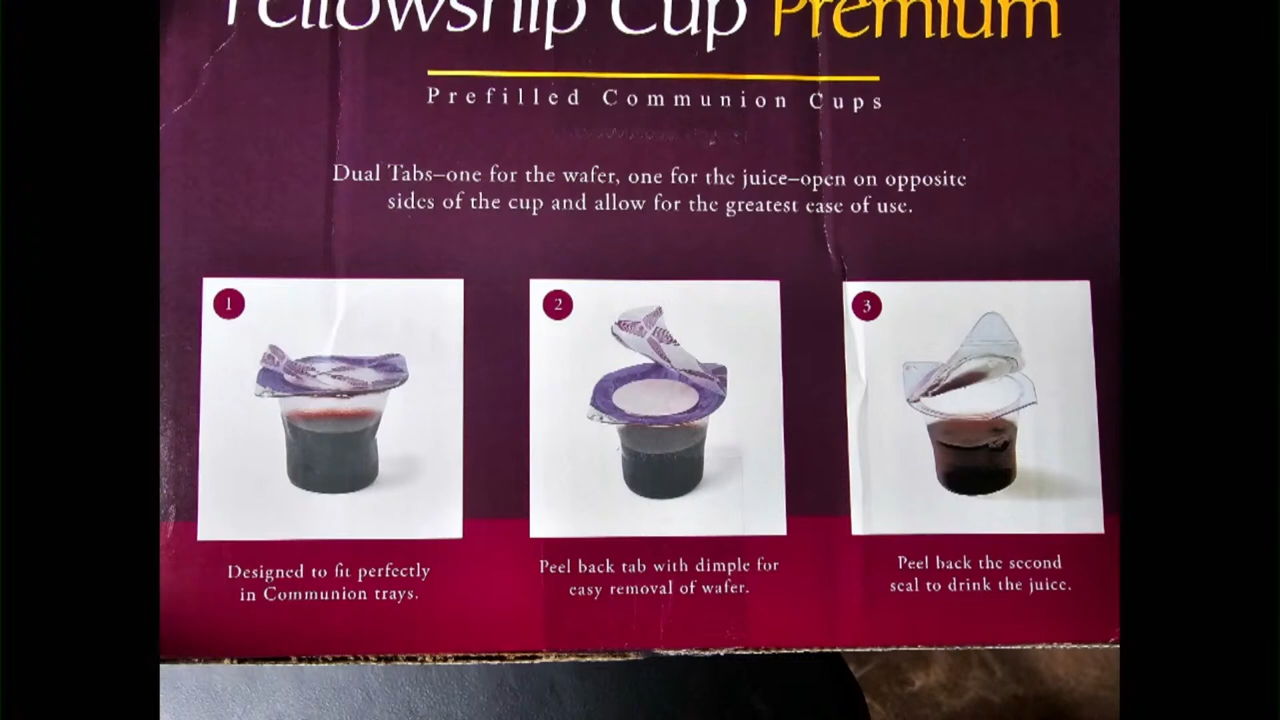 Fellowship Cup Premium
Prefilled Communion Cups
Dual Tabs–one for the wafer, one for the juice–open on opposite
sides of the cup and allow for the greatest ease of use.
1
2
3
Designed to fit perfectly
in Communion trays.
Peel back tab with dimple for
easy removal of wafer.
Peel back the second
seal to drink the juice.